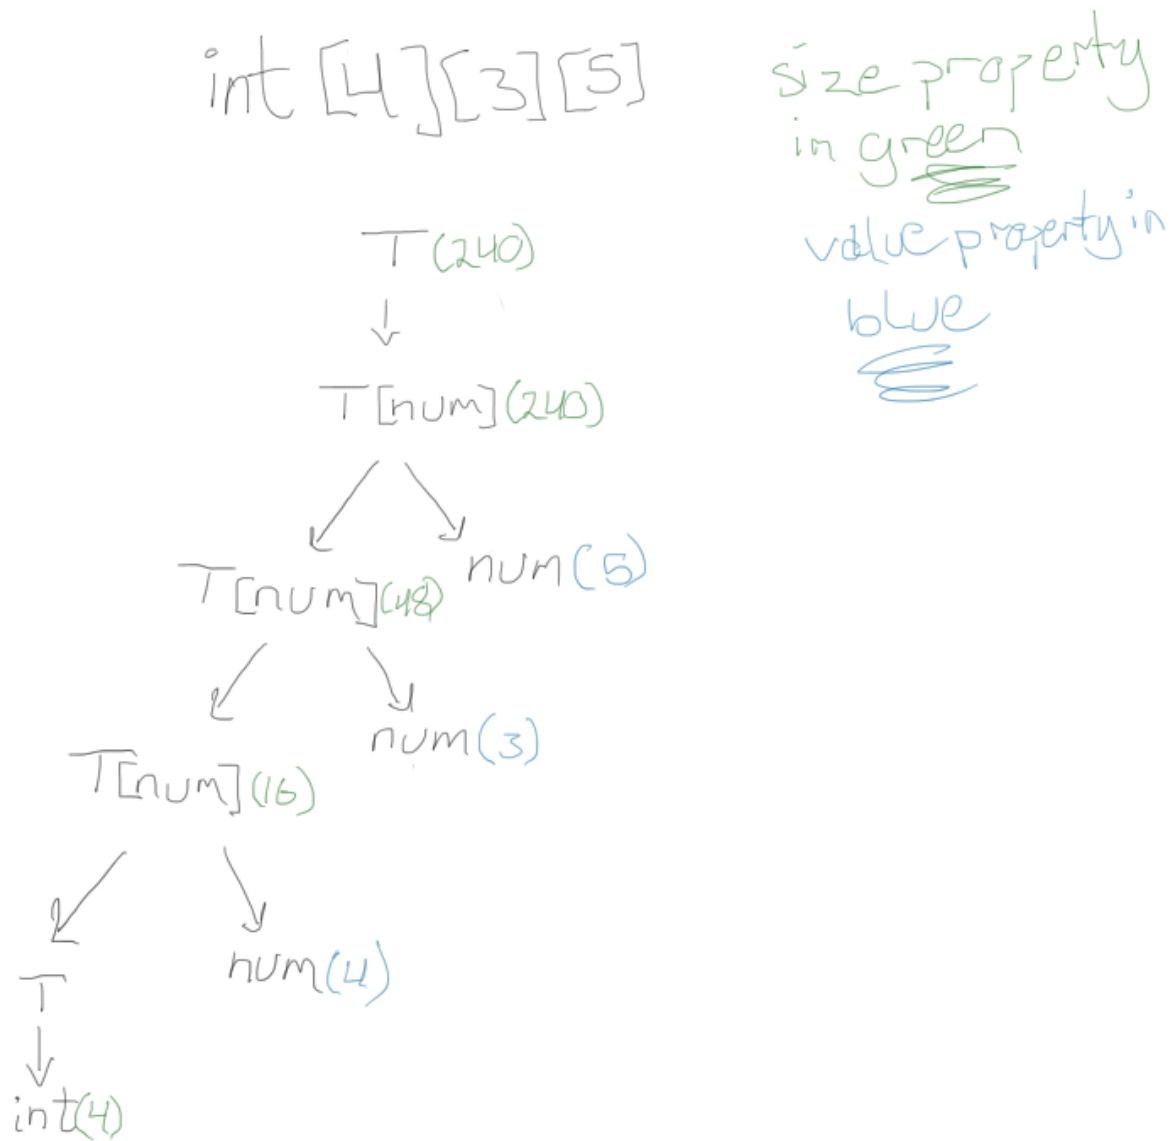 int [4][3][5]
size property
in green
value property in
blue
T (240)
T[num] (240)
T[num] (48)
num (5)
T[num] (16)
num (3)
T
num (4)
int (4)